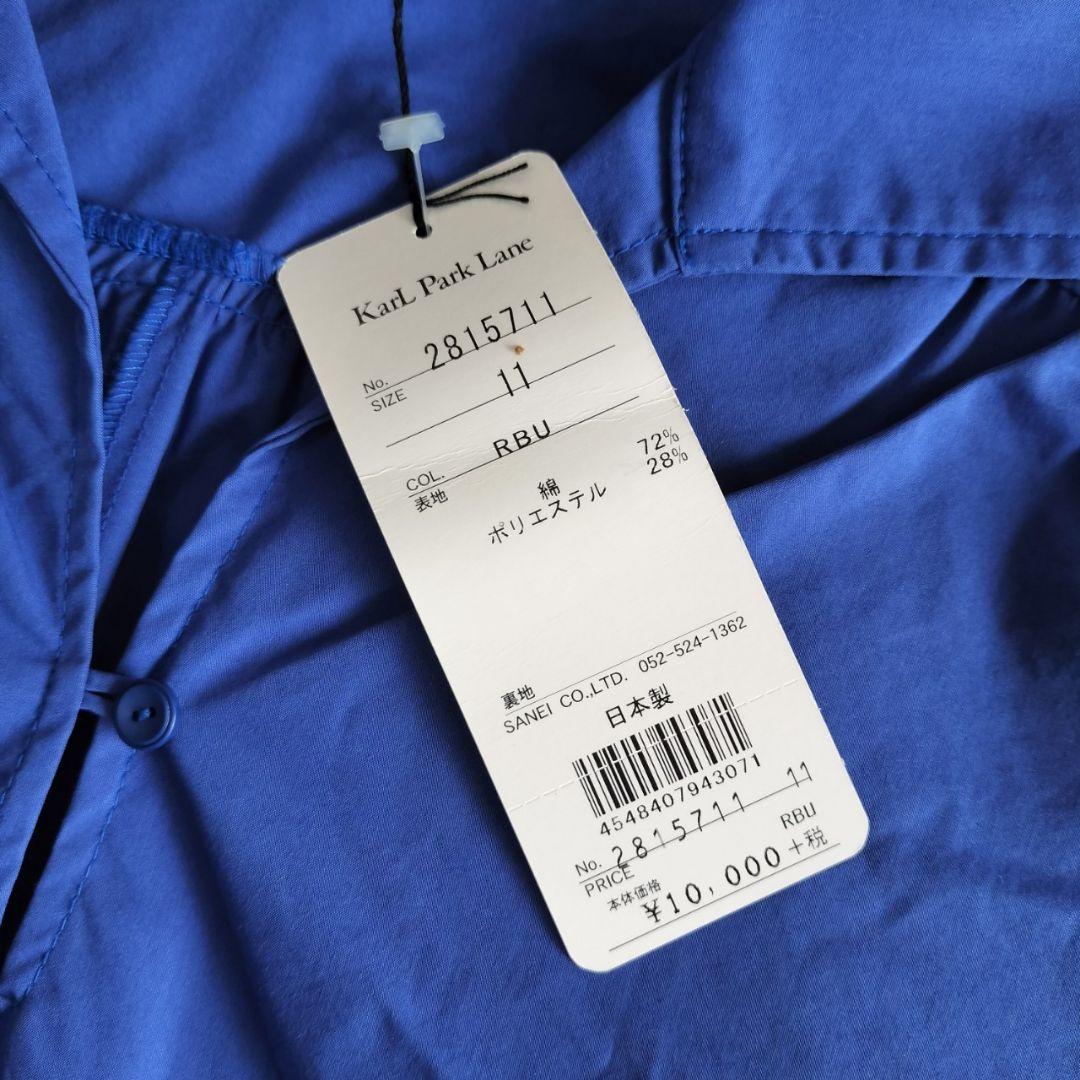 KarL Park Lane
No. 2815711
SIZE 11
COL. RBU
表地 綿 72%
ポリエステル 28%
裏地
SANEI CO.,LTD. 052-524-1362
日本製
4548407943071
No. 2815711 11
PRICE RBU
本体価格
¥10,000+税